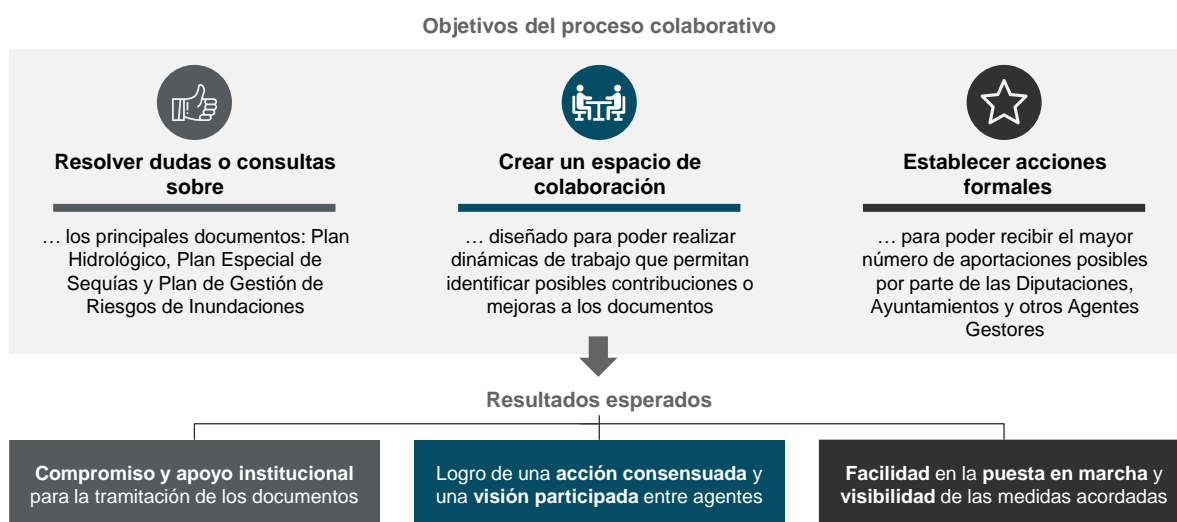 Objetivos del proceso colaborativo
Resolver dudas o consultas
sobre
… los principales documentos: Plan
Hidrológico, Plan Especial de
Sequías y Plan de Gestión de
Riesgos de Inundaciones
Crear un espacio de
colaboración
… diseñado para poder realizar
dinámicas de trabajo que permitan
identificar posibles contribuciones o
mejoras a los documentos
Establecer acciones
formales
… para poder recibir el mayor
número de aportaciones posibles
por parte de las Diputaciones,
Ayuntamientos y otros Agentes
Gestores
Resultados esperados
Compromiso y apoyo institucional
para la tramitación de los documentos
Logro de una acción consensuada y
una visión participada entre agentes
Facilidad en la puesta en marcha y
visibilidad de las medidas acordadas